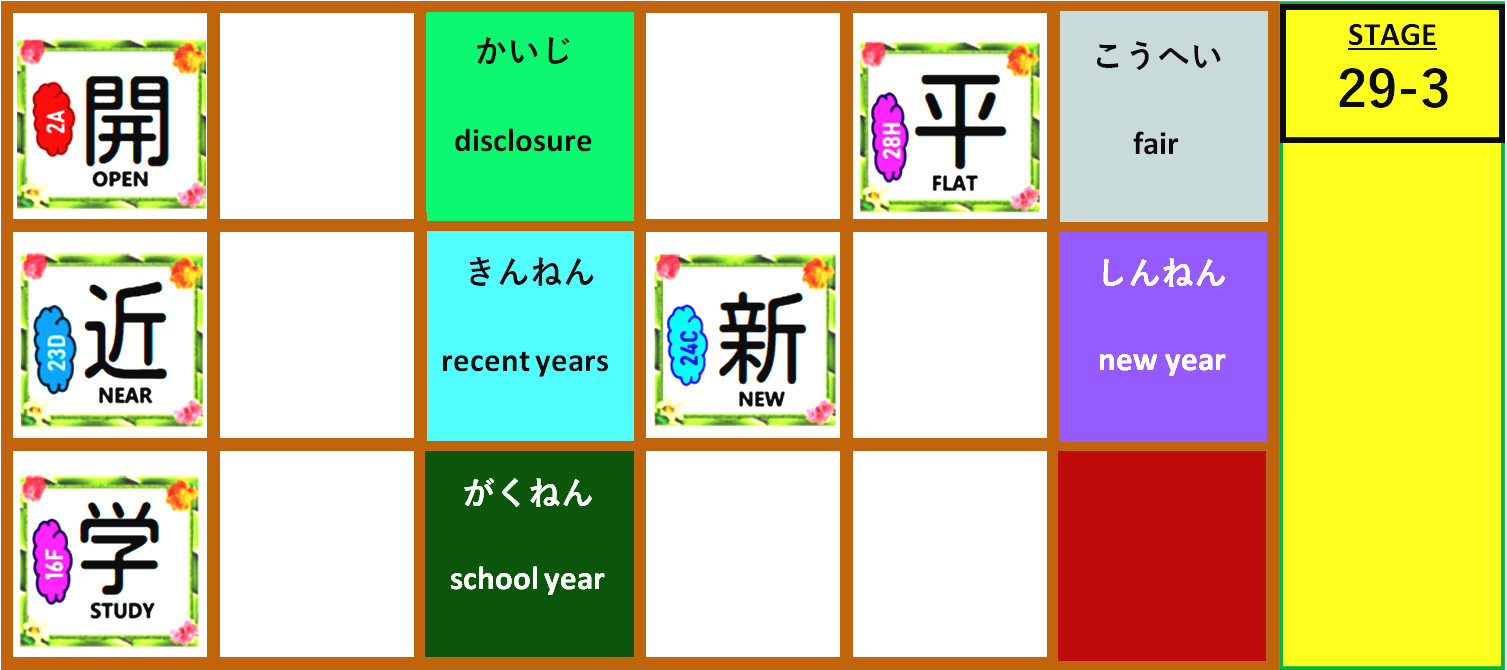 2A
開
OPEN
かいじ
disclosure
28H
平
FLAT
こうへい
fair
STAGE
29-3
23D
近
NEAR
きんねん
recent years
24C
新
NEW
しんねん
new year
16F
学
STUDY
がくねん
school year